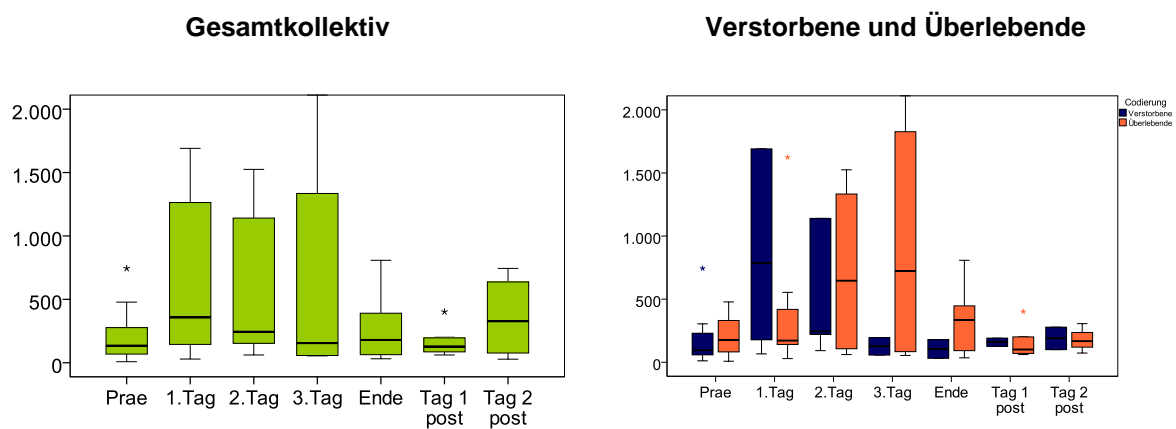 Gesamtkollektiv
2.000
1.500
1.000
500
0
Prae 1.Tag 2.Tag 3.Tag Ende Tag 1 post Tag 2 post
Verstorbene und Überlebende
2.000
1.500
1.000
500
0
Prae 1.Tag 2.Tag 3.Tag Ende Tag 1 post Tag 2 post
Codierung
Verstorbene
Überlebende